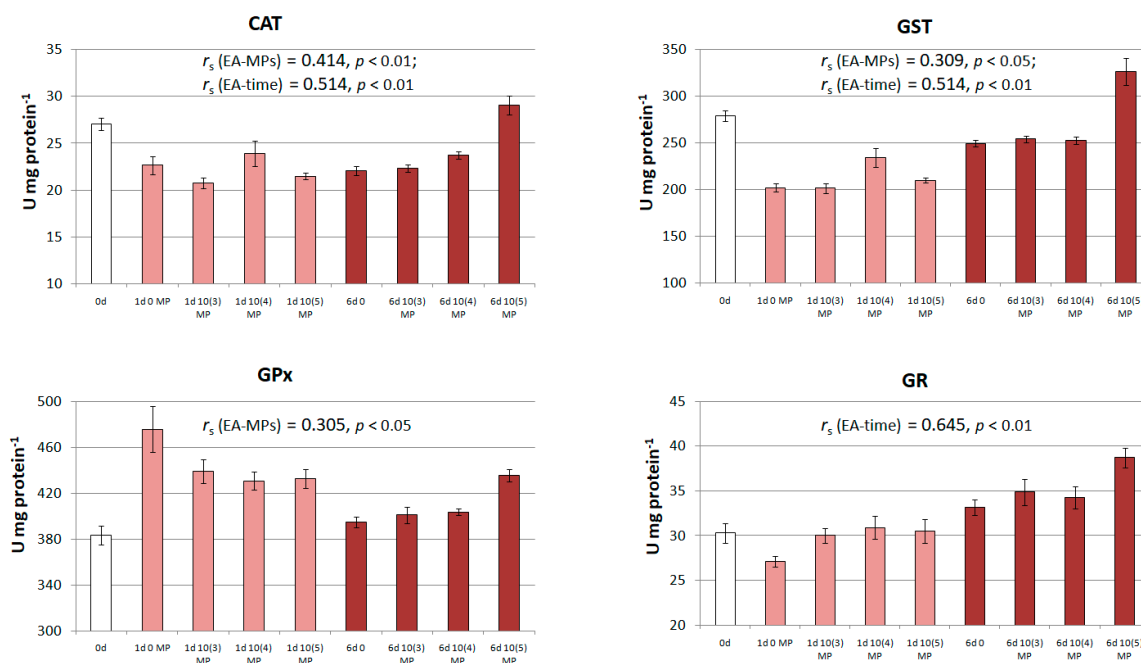 CAT
r_s (EA-MPs) = 0.414, p < 0.01;
r_s (EA-time) = 0.514, p < 0.01
U mg protein⁻¹
35
30
25
20
15
10
0d
1d 0 MP
1d 10(3) MP
1d 10(4) MP
1d 10(5) MP
6d 0
6d 10(3) MP
6d 10(4) MP
6d 10(5) MP
GST
r_s (EA-MPs) = 0.309, p < 0.05;
r_s (EA-time) = 0.514, p < 0.01
U mg protein⁻¹
350
300
250
200
150
100
0d
1d 0 MP
1d 10(3) MP
1d 10(4) MP
1d 10(5) MP
6d 0
6d 10(3) MP
6d 10(4) MP
6d 10(5) MP
GPx
r_s (EA-MPs) = 0.305, p < 0.05
U mg protein⁻¹
500
460
420
380
340
300
0d
1d 0 MP
1d 10(3) MP
1d 10(4) MP
1d 10(5) MP
6d 0
6d 10(3) MP
6d 10(4) MP
6d 10(5) MP
GR
r_s (EA-time) = 0.645, p < 0.01
U mg protein⁻¹
45
40
35
30
25
20
0d
1d 0 MP
1d 10(3) MP
1d 10(4) MP
1d 10(5) MP
6d 0
6d 10(3) MP
6d 10(4) MP
6d 10(5) MP